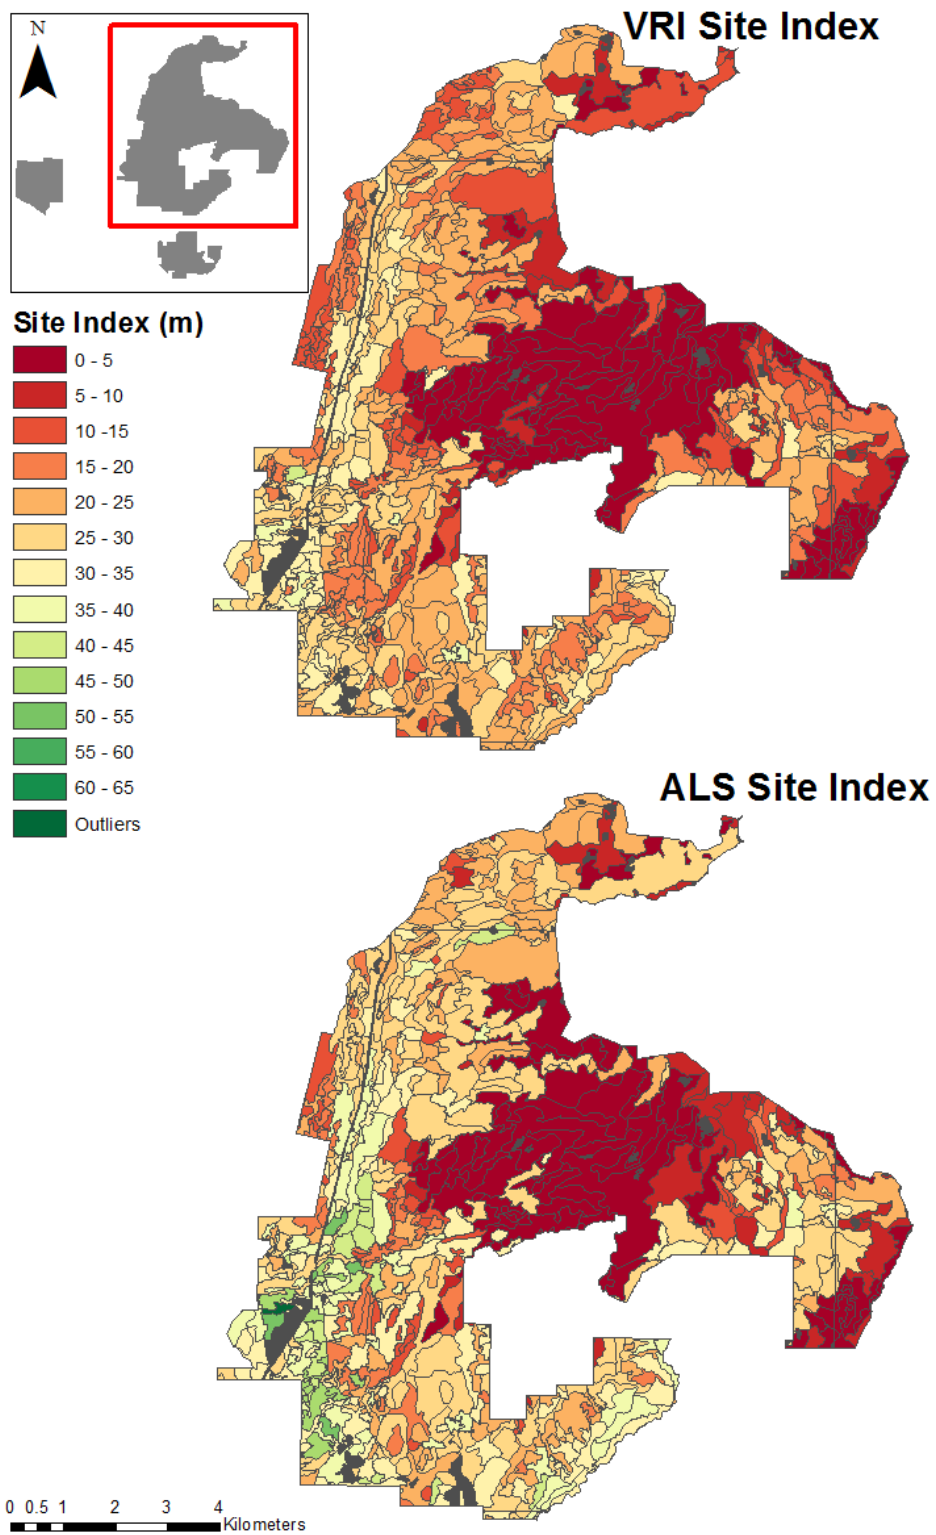 N
VRI Site Index
Site Index (m)
0 - 5
5 - 10
10 -15
15 - 20
20 - 25
25 - 30
30 - 35
35 - 40
40 - 45
45 - 50
50 - 55
55 - 60
60 - 65
Outliers
ALS Site Index
0 0.5 1 2 3 4
Kilometers